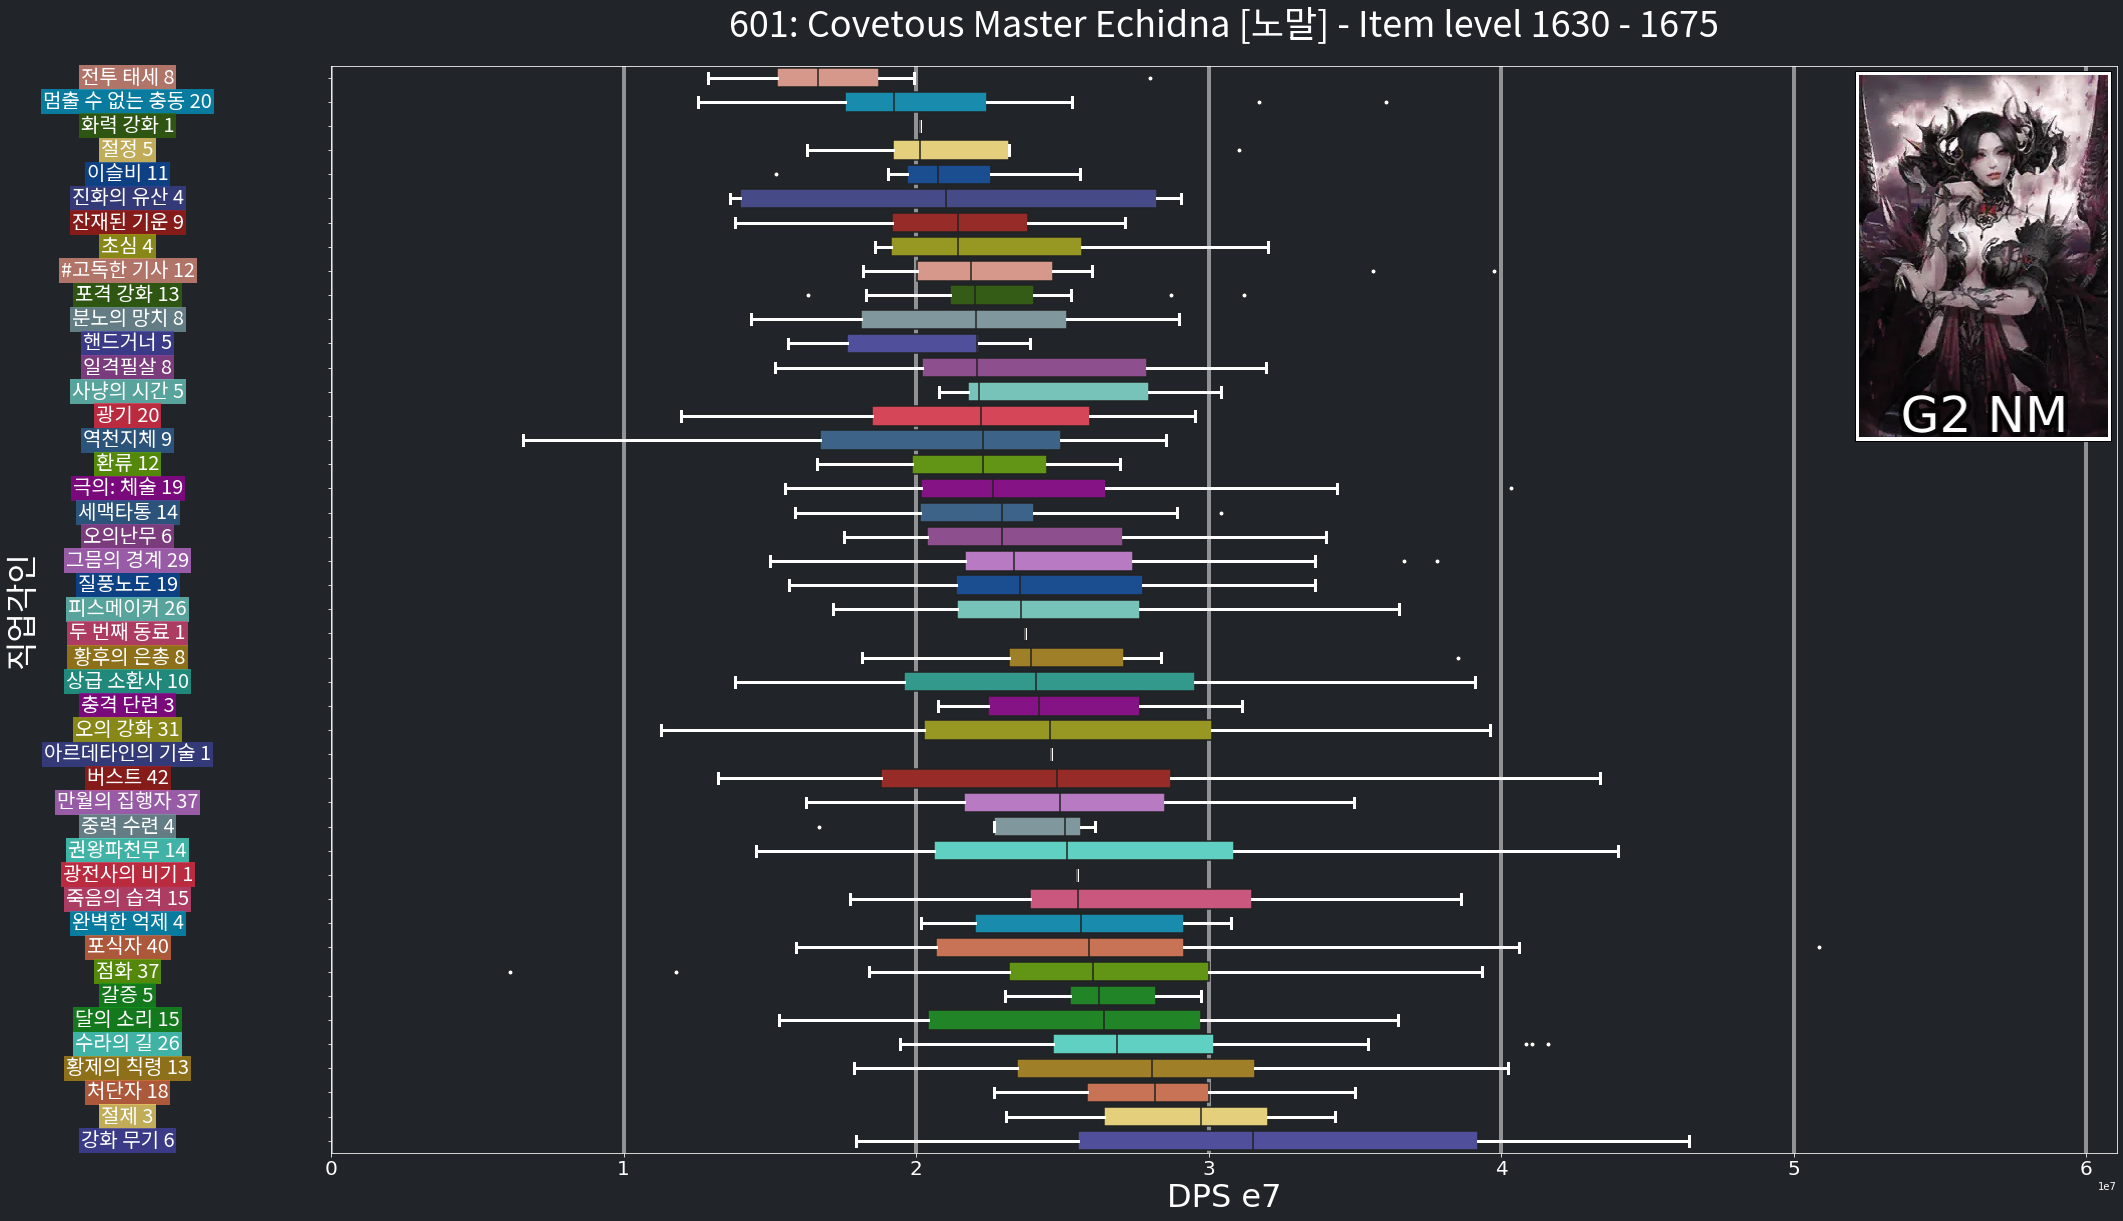 601: Covetous Master Echidna [노말] - Item level 1630 - 1675
전투 태세 8
멈출 수 없는 충동 20
화력 강화 1
절정 5
이슬비 11
진화의 유산 4
잔재된 기운 9
초심 4
#고독한 기사 12
포격 강화 13
분노의 망치 8
핸드거너 5
일격필살 8
사냥의 시간 5
광기 20
역천지체 9
환류 12
극의: 체술 19
세맥타통 14
오의난무 6
그믐의 경계 29
질풍노도 19
피스메이커 26
두 번째 동료 1
황후의 은총 8
상급 소환사 10
충격 단련 3
오의 강화 31
아르데타인의 기술 1
버스트 42
만월의 집행자 37
중력 수련 4
권왕파천무 14
광전사의 비기 1
죽음의 습격 15
완벽한 억제 4
포식자 40
점화 37
갈증 5
달의 소리 15
수라의 길 26
황제의 칙령 13
처단자 18
절제 3
강화 무기 6
직업각인
G2 NM
0 1 2 3 4 5 6
1e7
DPS e7